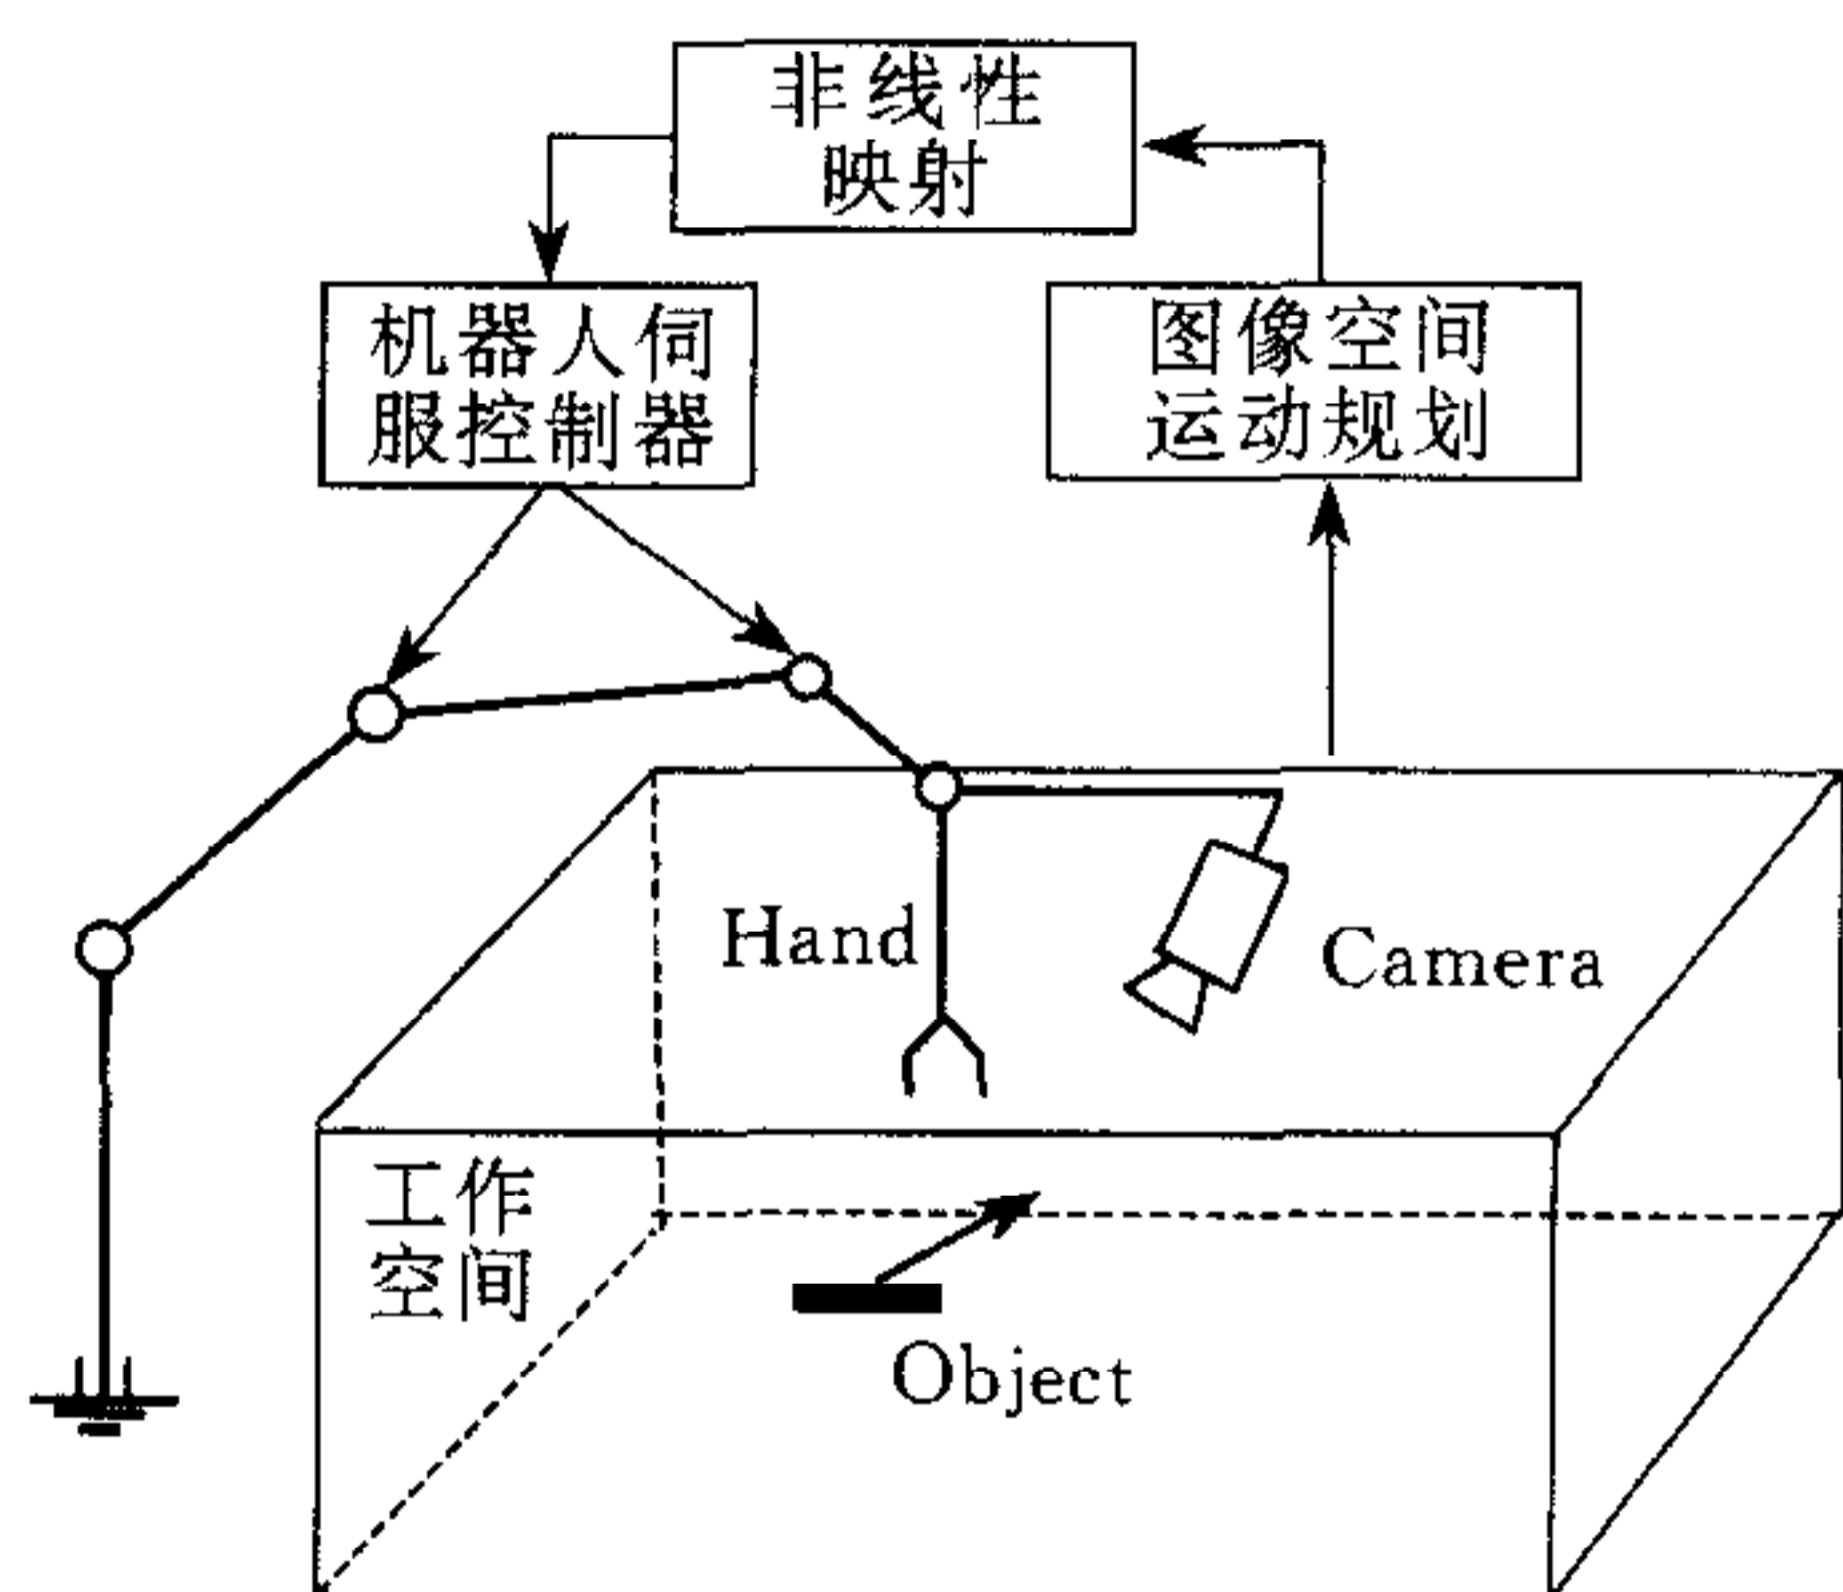 非线性
映射
机器人伺
服控制器
图像空间
运动规划
Hand
Camera
工作
空间
Object